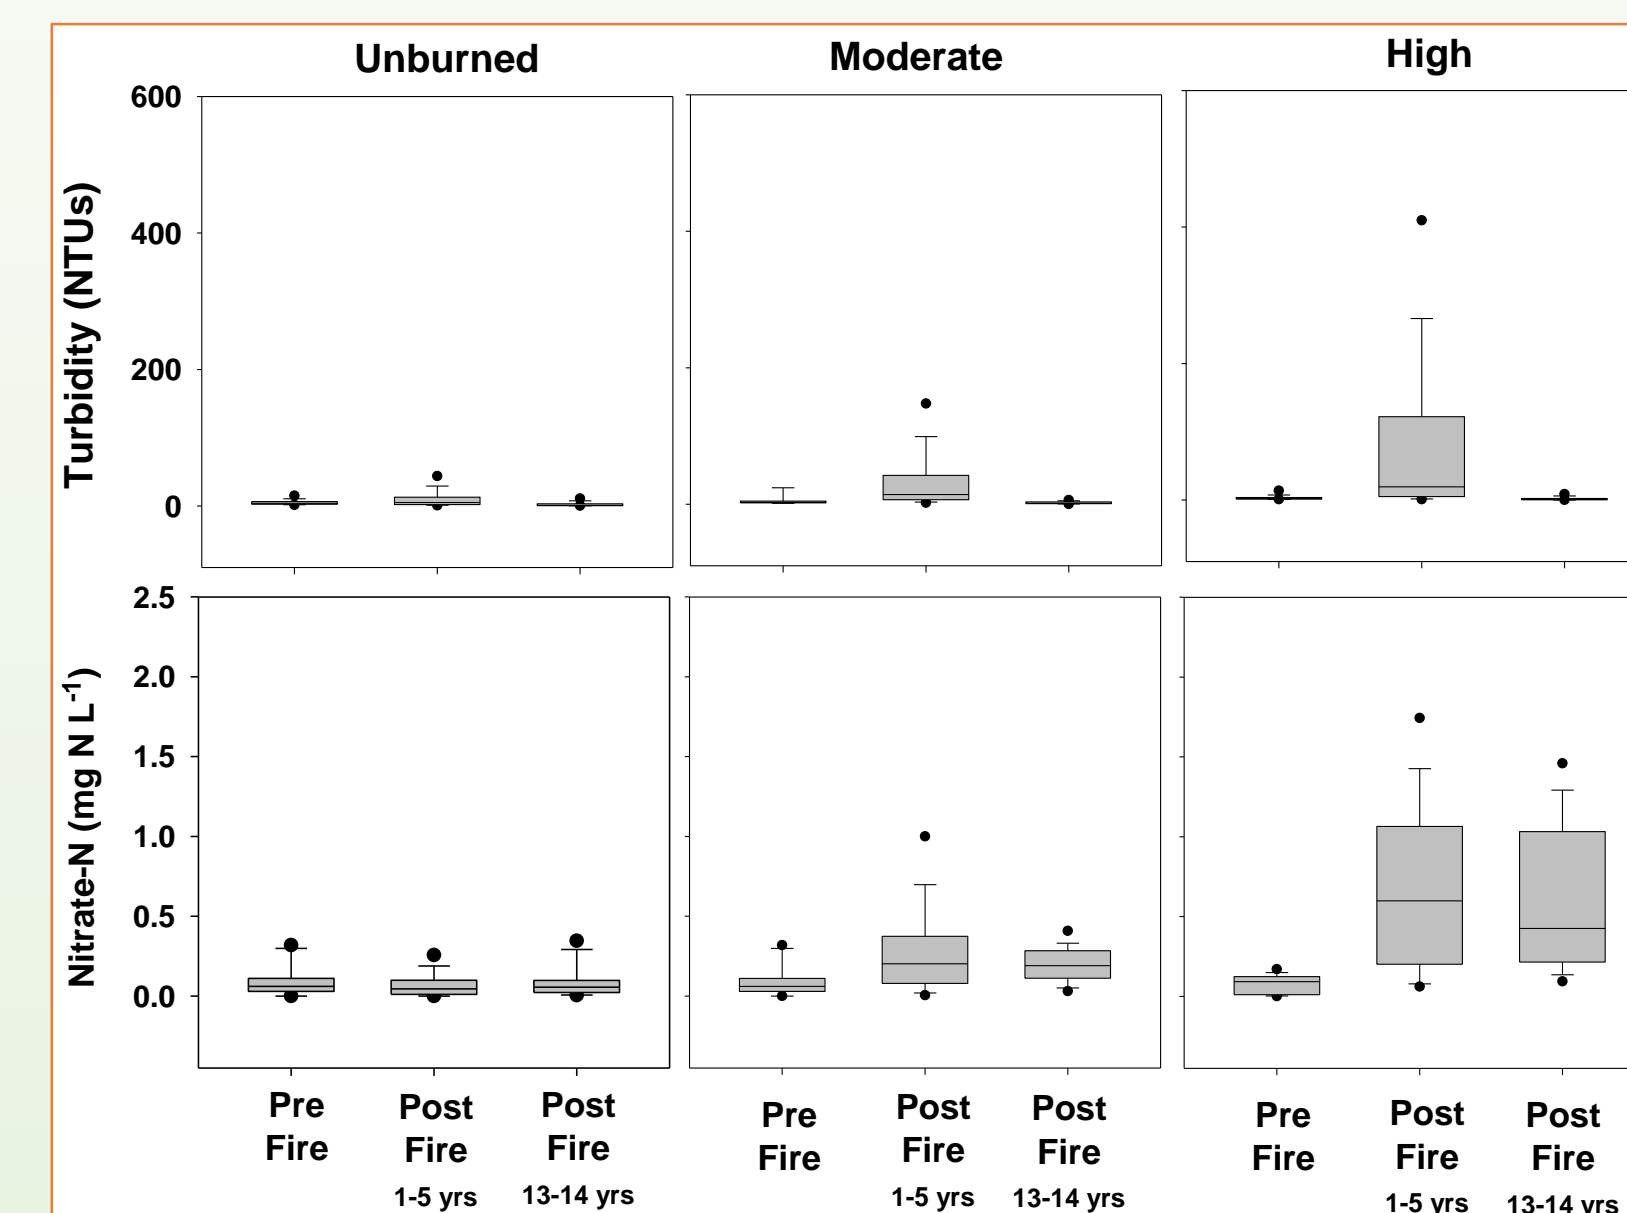 Unburned
Moderate
High
Turbidity (NTUs)
600
400
200
0
Nitrate-N (mg N L⁻¹)
2.5
2.0
1.5
1.0
0.5
0.0
Pre
Fire
Post
Fire
1-5 yrs
Post
Fire
13-14 yrs
Pre
Fire
Post
Fire
1-5 yrs
Post
Fire
13-14 yrs
Pre
Fire
Post
Fire
1-5 yrs
Post
Fire
13-14 yrs